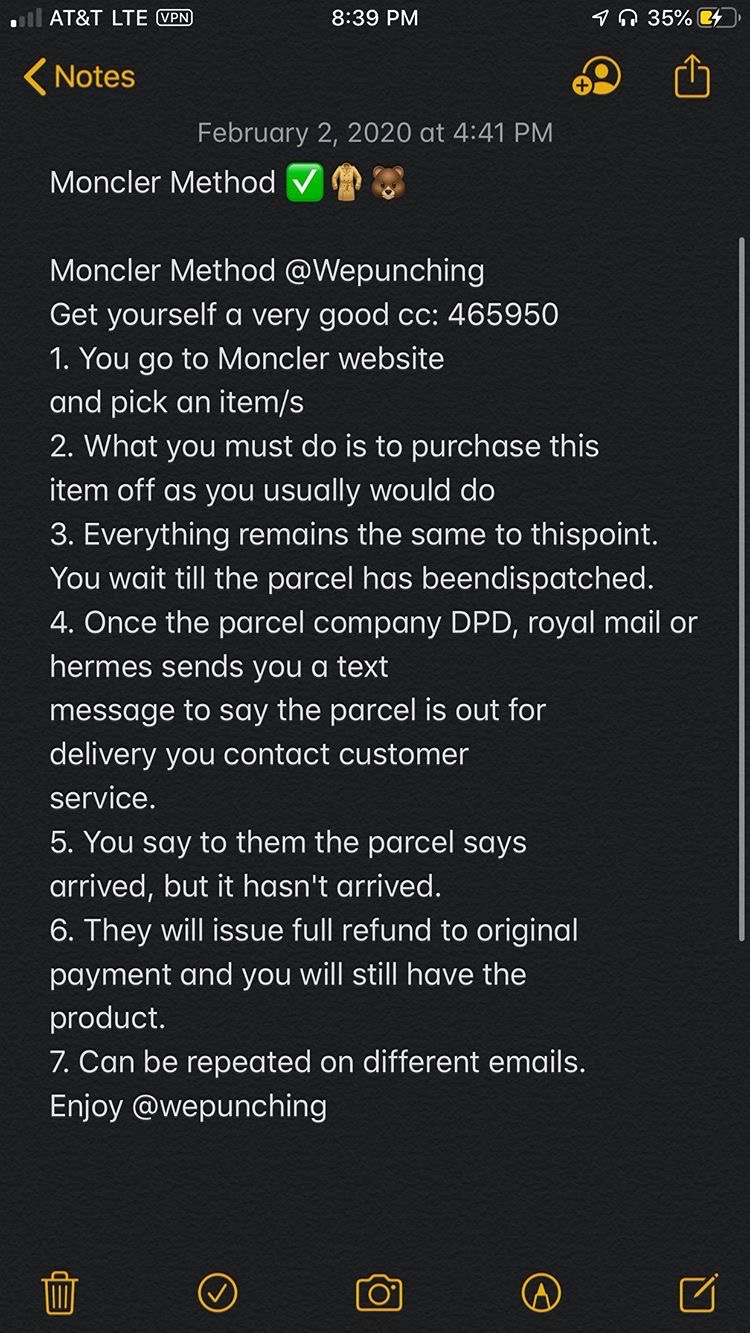 AT&T LTE VPN 8:39 PM 35%
Notes
February 2, 2020 at 4:41 PM
Moncler Method ✅🧥🐻
Moncler Method @Wepunching
Get yourself a very good cc: 465950
1. You go to Moncler website
and pick an item/s
2. What you must do is to purchase this
item off as you usually would do
3. Everything remains the same to thispoint.
You wait till the parcel has beendispatched.
4. Once the parcel company DPD, royal mail or
hermes sends you a text
message to say the parcel is out for
delivery you contact customer
service.
5. You say to them the parcel says
arrived, but it hasn't arrived.
6. They will issue full refund to original
payment and you will still have the
product.
7. Can be repeated on different emails.
Enjoy @wepunching